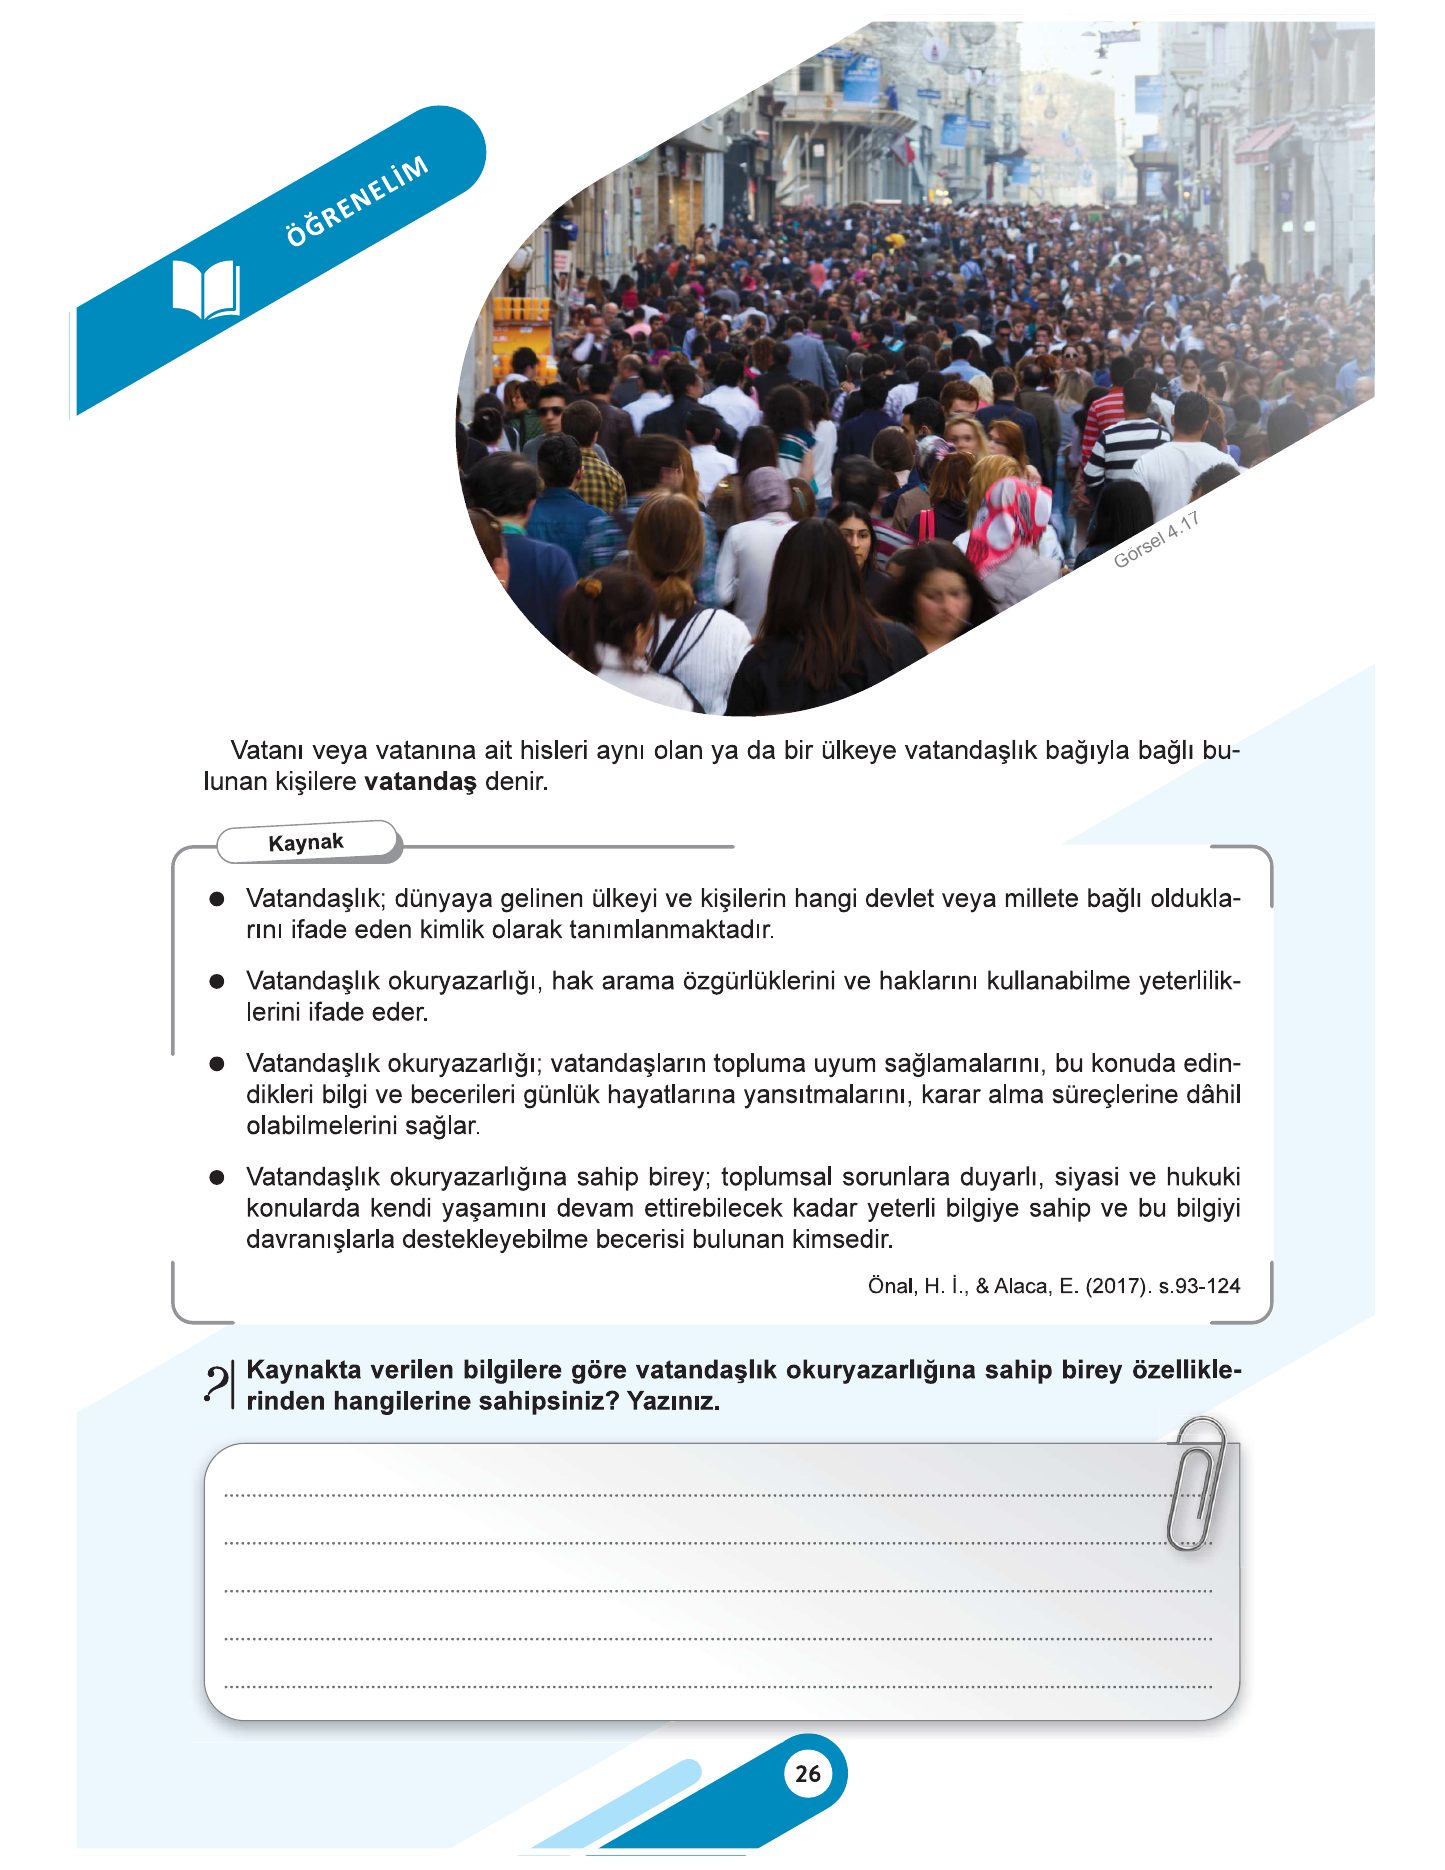 ÖĞRENELİM
Görsel 4.17
Vatanı veya vatanına ait hisleri aynı olan ya da bir ülkeye vatandaşlık bağıyla bağlı bu-
lunan kişilere vatandaş denir.
Kaynak
● Vatandaşlık; dünyaya gelinen ülkeyi ve kişilerin hangi devlet veya millete bağlı oldukla-
rını ifade eden kimlik olarak tanımlanmaktadır.
● Vatandaşlık okuryazarlığı, hak arama özgürlüklerini ve haklarını kullanabilme yeterlilik-
lerini ifade eder.
● Vatandaşlık okuryazarlığı; vatandaşların topluma uyum sağlamalarını, bu konuda edin-
dikleri bilgi ve becerileri günlük hayatlarına yansıtmalarını, karar alma süreçlerine dâhil
olabilmelerini sağlar.
● Vatandaşlık okuryazarlığına sahip birey; toplumsal sorunlara duyarlı, siyasi ve hukuki
konularda kendi yaşamını devam ettirebilecek kadar yeterli bilgiye sahip ve bu bilgiyi
davranışlarla destekleyebilme becerisi bulunan kimsedir.
Önal, H. İ., & Alaca, E. (2017). s.93-124
Kaynakta verilen bilgilere göre vatandaşlık okuryazarlığına sahip birey özellikle-
rinden hangilerine sahipsiniz? Yazınız.
26